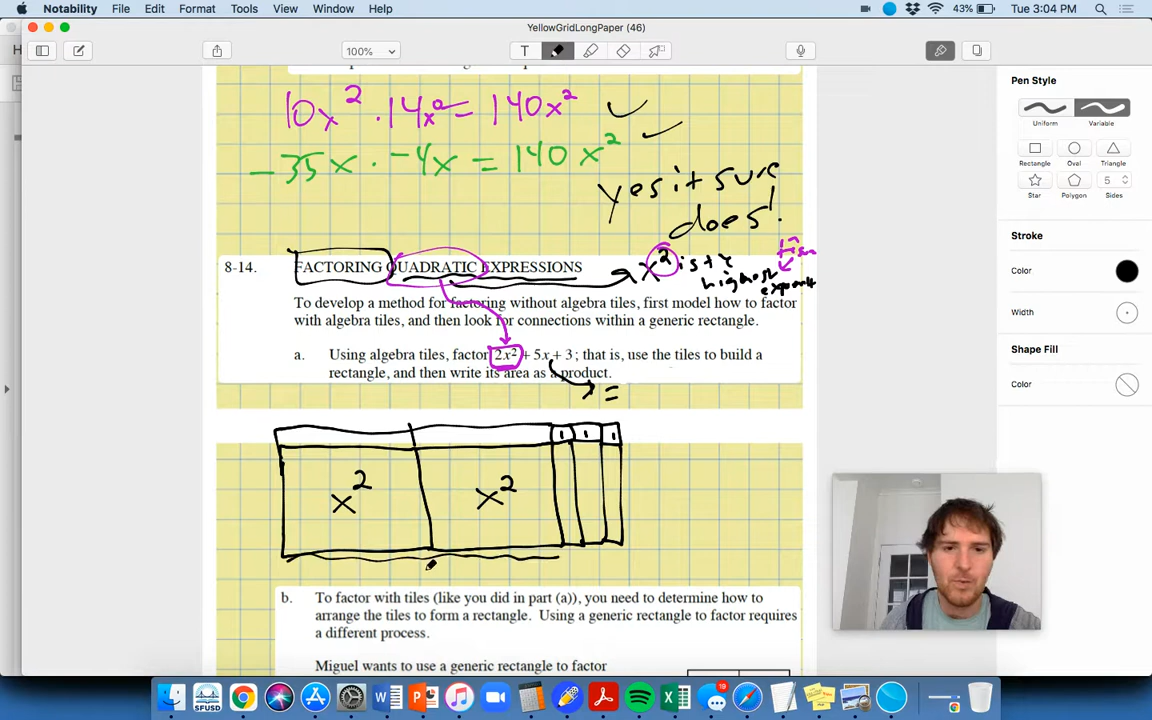 Notability File Edit Format Tools View Window Help
43% Tue 3:04 PM
YellowGridLongPaper (46)
100%
T
10x² · 14x² = 140x²
-35x · -4x = 140x²
yes it sure
does!
8-14. FACTORING QUADRATIC EXPRESSIONS
x² is the
highest
exponent
To develop a method for factoring without algebra tiles, first model how to factor
with algebra tiles, and then look for connections within a generic rectangle.
a. Using algebra tiles, factor 2x² + 5x + 3; that is, use the tiles to build a
rectangle, and then write its area as a product.
=
1 1 1
x² x²
b. To factor with tiles (like you did in part (a)), you need to determine how to
arrange the tiles to form a rectangle. Using a generic rectangle to factor requires
a different process.
Miguel wants to use a generic rectangle to factor
Pen Style
Uniform Variable
Rectangle Oval Triangle
5
Star Polygon Sides
Stroke
Color
Width
Shape Fill
Color
SFUSD
19